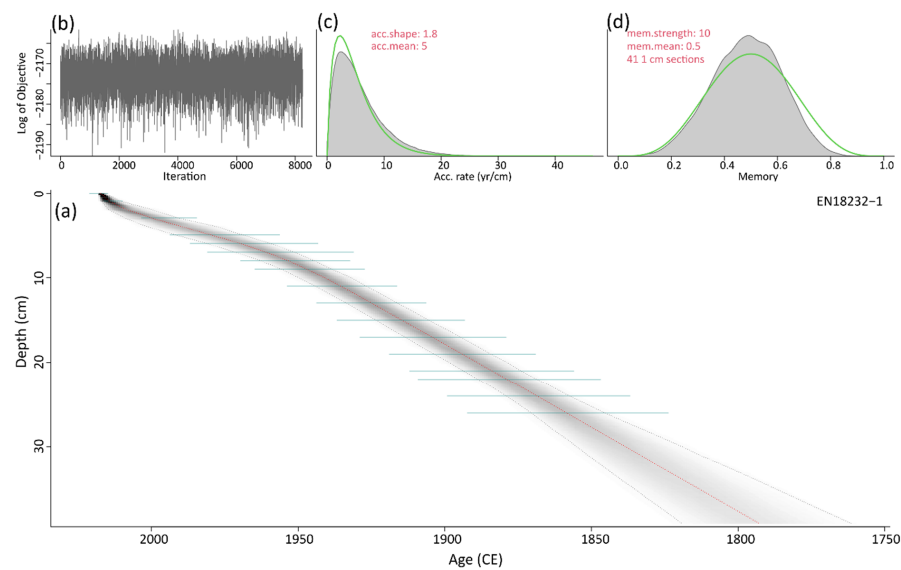 (b)
Log of Objective
−2170
−2180
−2190
0 2000 4000 6000 8000
Iteration
(c)
acc.shape: 1.8
acc.mean: 5
0 10 20 30 40
Acc. rate (yr/cm)
(d)
mem.strength: 10
mem.mean: 0.5
41 1 cm sections
0.0 0.2 0.4 0.6 0.8 1.0
Memory
(a)
EN18232−1
Depth (cm)
0
10
20
30
2000 1950 1900 1850 1800 1750
Age (CE)